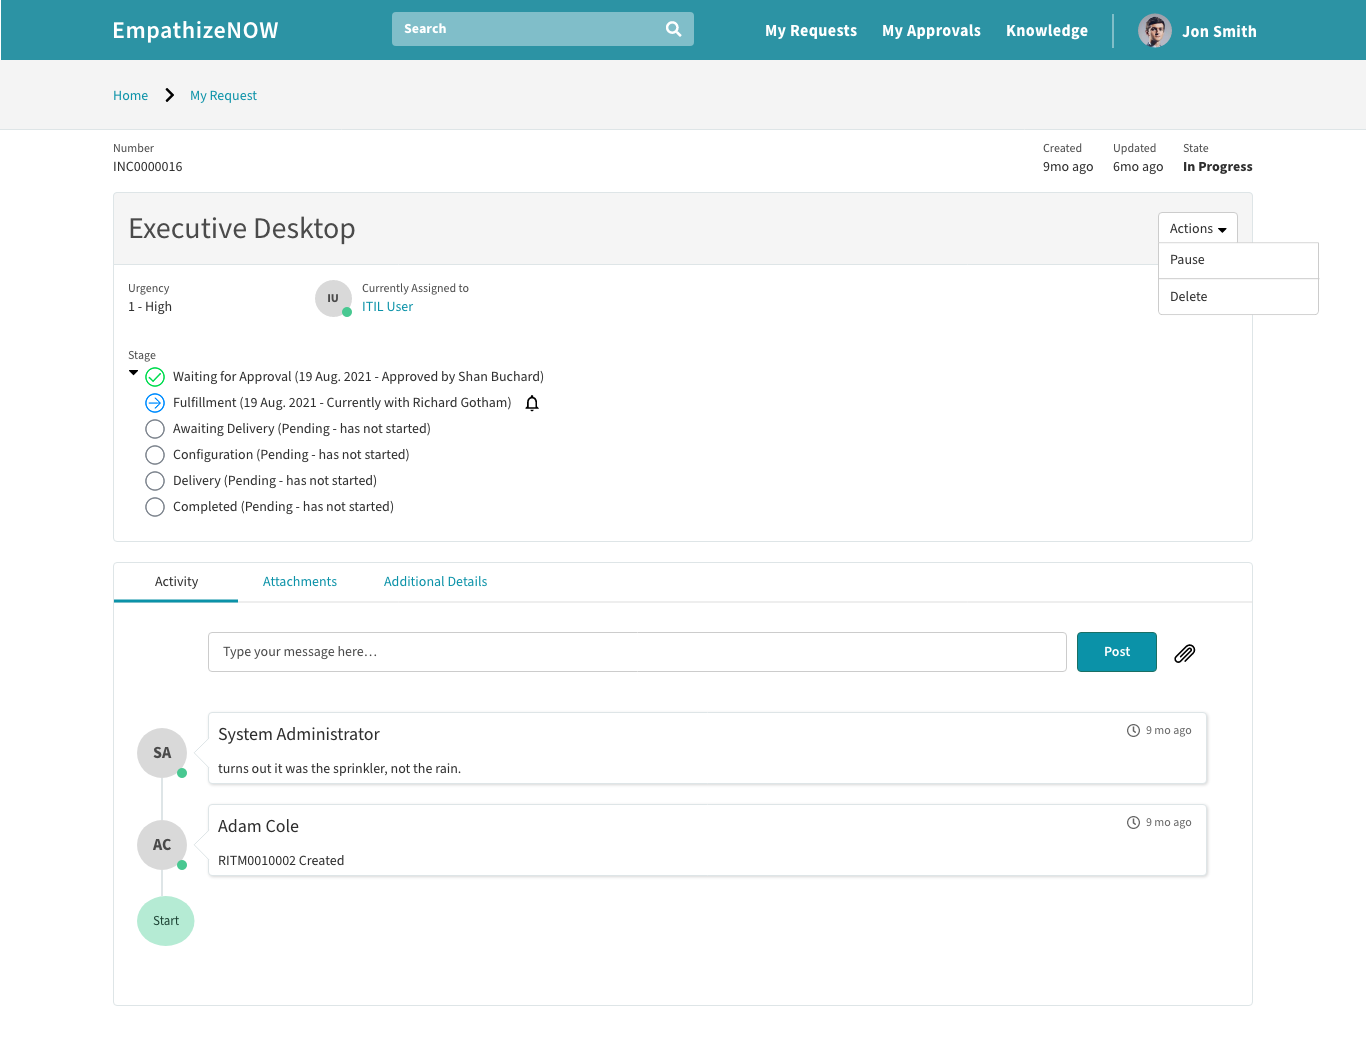 EmpathizeNOW
Search
My Requests
My Approvals
Knowledge
Jon Smith
Home
My Request
Number
INC0000016
Created
9mo ago
Updated
6mo ago
State
In Progress
Executive Desktop
Actions
Pause
Delete
Urgency
1 - High
IU
Currently Assigned to
ITIL User
Stage
Waiting for Approval (19 Aug. 2021 - Approved by Shan Buchard)
Fulfillment (19 Aug. 2021 - Currently with Richard Gotham)
Awaiting Delivery (Pending - has not started)
Configuration (Pending - has not started)
Delivery (Pending - has not started)
Completed (Pending - has not started)
Activity
Attachments
Additional Details
Type your message here…
Post
SA
System Administrator
9 mo ago
turns out it was the sprinkler, not the rain.
AC
Adam Cole
9 mo ago
RITM0010002 Created
Start